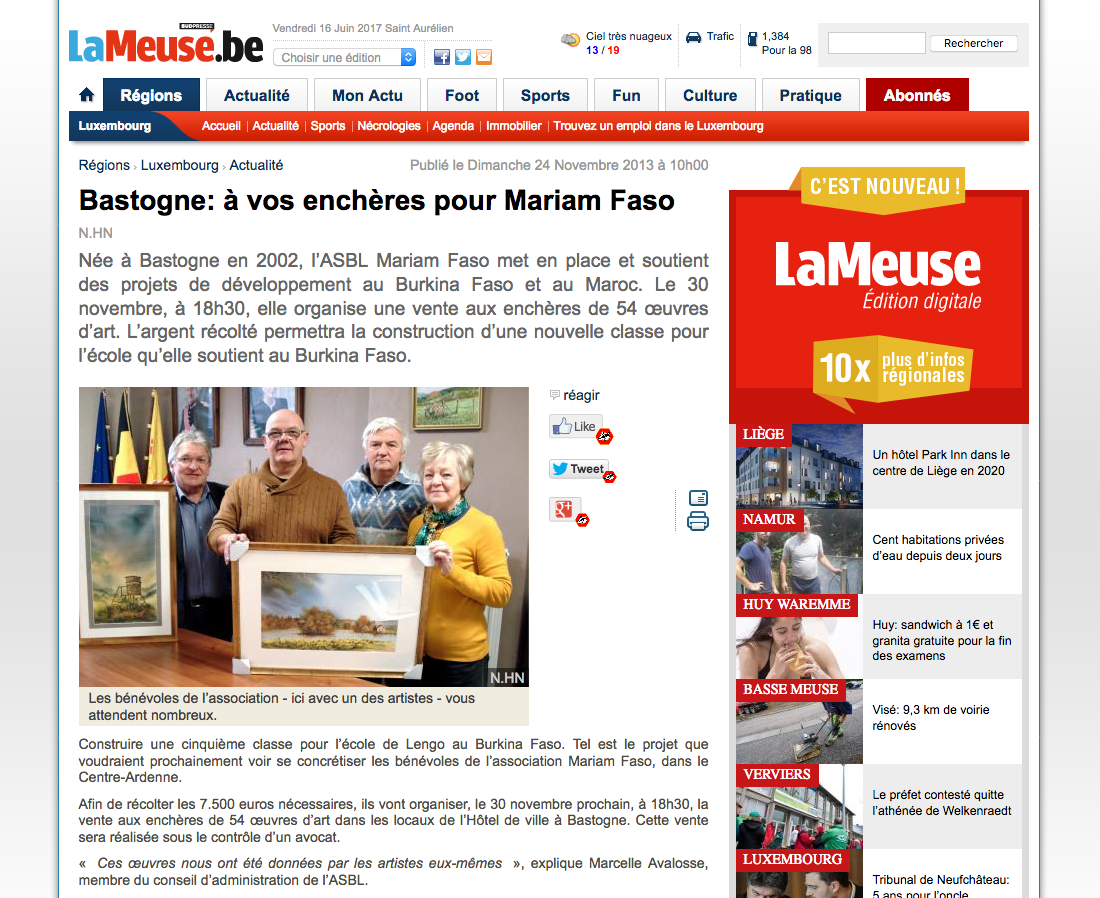 SUDPRESSE
LaMeuse.be
Vendredi 16 Juin 2017 Saint Aurélien
Choisir une édition
Ciel très nuageux
13 / 19
Trafic
1,384
Pour la 98
Rechercher
Régions
Actualité
Mon Actu
Foot
Sports
Fun
Culture
Pratique
Abonnés
Luxembourg
Accueil | Actualité | Sports | Nécrologies | Agenda | Immobilier | Trouvez un emploi dans le Luxembourg
Régions › Luxembourg › Actualité
Publié le Dimanche 24 Novembre 2013 à 10h00
Bastogne: à vos enchères pour Mariam Faso
N.HN
Née à Bastogne en 2002, l’ASBL Mariam Faso met en place et soutient
des projets de développement au Burkina Faso et au Maroc. Le 30
novembre, à 18h30, elle organise une vente aux enchères de 54 œuvres
d’art. L’argent récolté permettra la construction d’une nouvelle classe pour
l’école qu’elle soutient au Burkina Faso.
N.HN
Les bénévoles de l’association - ici avec un des artistes - vous
attendent nombreux.
réagir
Like
Tweet
g+
Construire une cinquième classe pour l’école de Lengo au Burkina Faso. Tel est le projet que
voudraient prochainement voir se concrétiser les bénévoles de l’association Mariam Faso, dans le
Centre-Ardenne.
Afin de récolter les 7.500 euros nécessaires, ils vont organiser, le 30 novembre prochain, à 18h30, la
vente aux enchères de 54 œuvres d’art dans les locaux de l’Hôtel de ville à Bastogne. Cette vente
sera réalisée sous le contrôle d’un avocat.
« Ces œuvres nous ont été données par les artistes eux-mêmes », explique Marcelle Avalosse,
membre du conseil d’administration de l’ASBL.
C’EST NOUVEAU !
LaMeuse
Édition digitale
10x plus d’infos
régionales
LIÈGE
Un hôtel Park Inn dans le
centre de Liège en 2020
NAMUR
Cent habitations privées
d’eau depuis deux jours
HUY WAREMME
Huy: sandwich à 1€ et
granita gratuite pour la fin
des examens
BASSE MEUSE
Visé: 9,3 km de voirie
rénovés
VERVIERS
Le préfet contesté quitte
l’athénée de Welkenraedt
LUXEMBOURG
Tribunal de Neufchâteau:
5 ans pour l’oncle